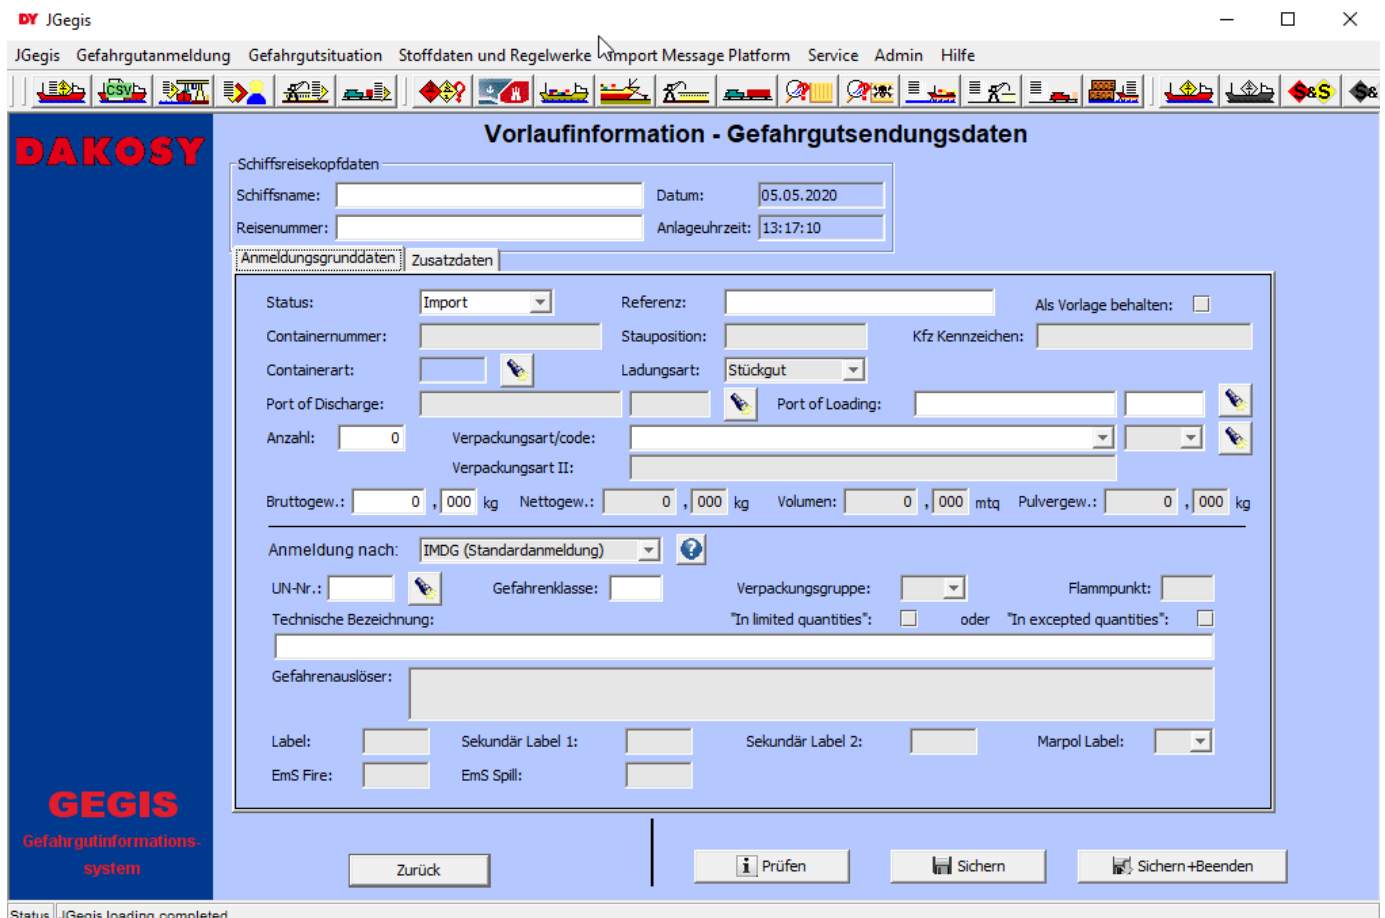 DY JGegis
JGegis Gefahrgutanmeldung Gefahrgutsituation Stoffdaten und Regelwerke Import Message Platform Service Admin Hilfe
CSV S&S S&
DAKOSY
Vorlaufinformation - Gefahrgutsendungsdaten
Schiffsreisekopfdaten
Schiffsname: Datum: 05.05.2020
Reisenummer: Anlageuhrzeit: 13:17:10
Anmeldungsgrunddaten Zusatzdaten
Status: Import Referenz: Als Vorlage behalten:
Containernummer: Stauposition: Kfz Kennzeichen:
Containerart: Ladungsart: Stückgut
Port of Discharge: Port of Loading:
Anzahl: 0 Verpackungsart/code:
Verpackungsart II:
Bruttogew.: 0 , 000 kg Nettogew.: 0 , 000 kg Volumen: 0 , 000 mtq Pulvergew.: 0 , 000 kg
Anmeldung nach: IMDG (Standardanmeldung) ?
UN-Nr.: Gefahrenklasse: Verpackungsgruppe: Flammpunkt:
Technische Bezeichnung: "In limited quantities": oder "In excepted quantities":
Gefahrenauslöser:
Label: Sekundär Label 1: Sekundär Label 2: Marpol Label:
EmS Fire: EmS Spill:
GEGIS
Gefahrgutinformations-
system
Zurück i Prüfen Sichern Sichern+Beenden
Status JGegis loading completed